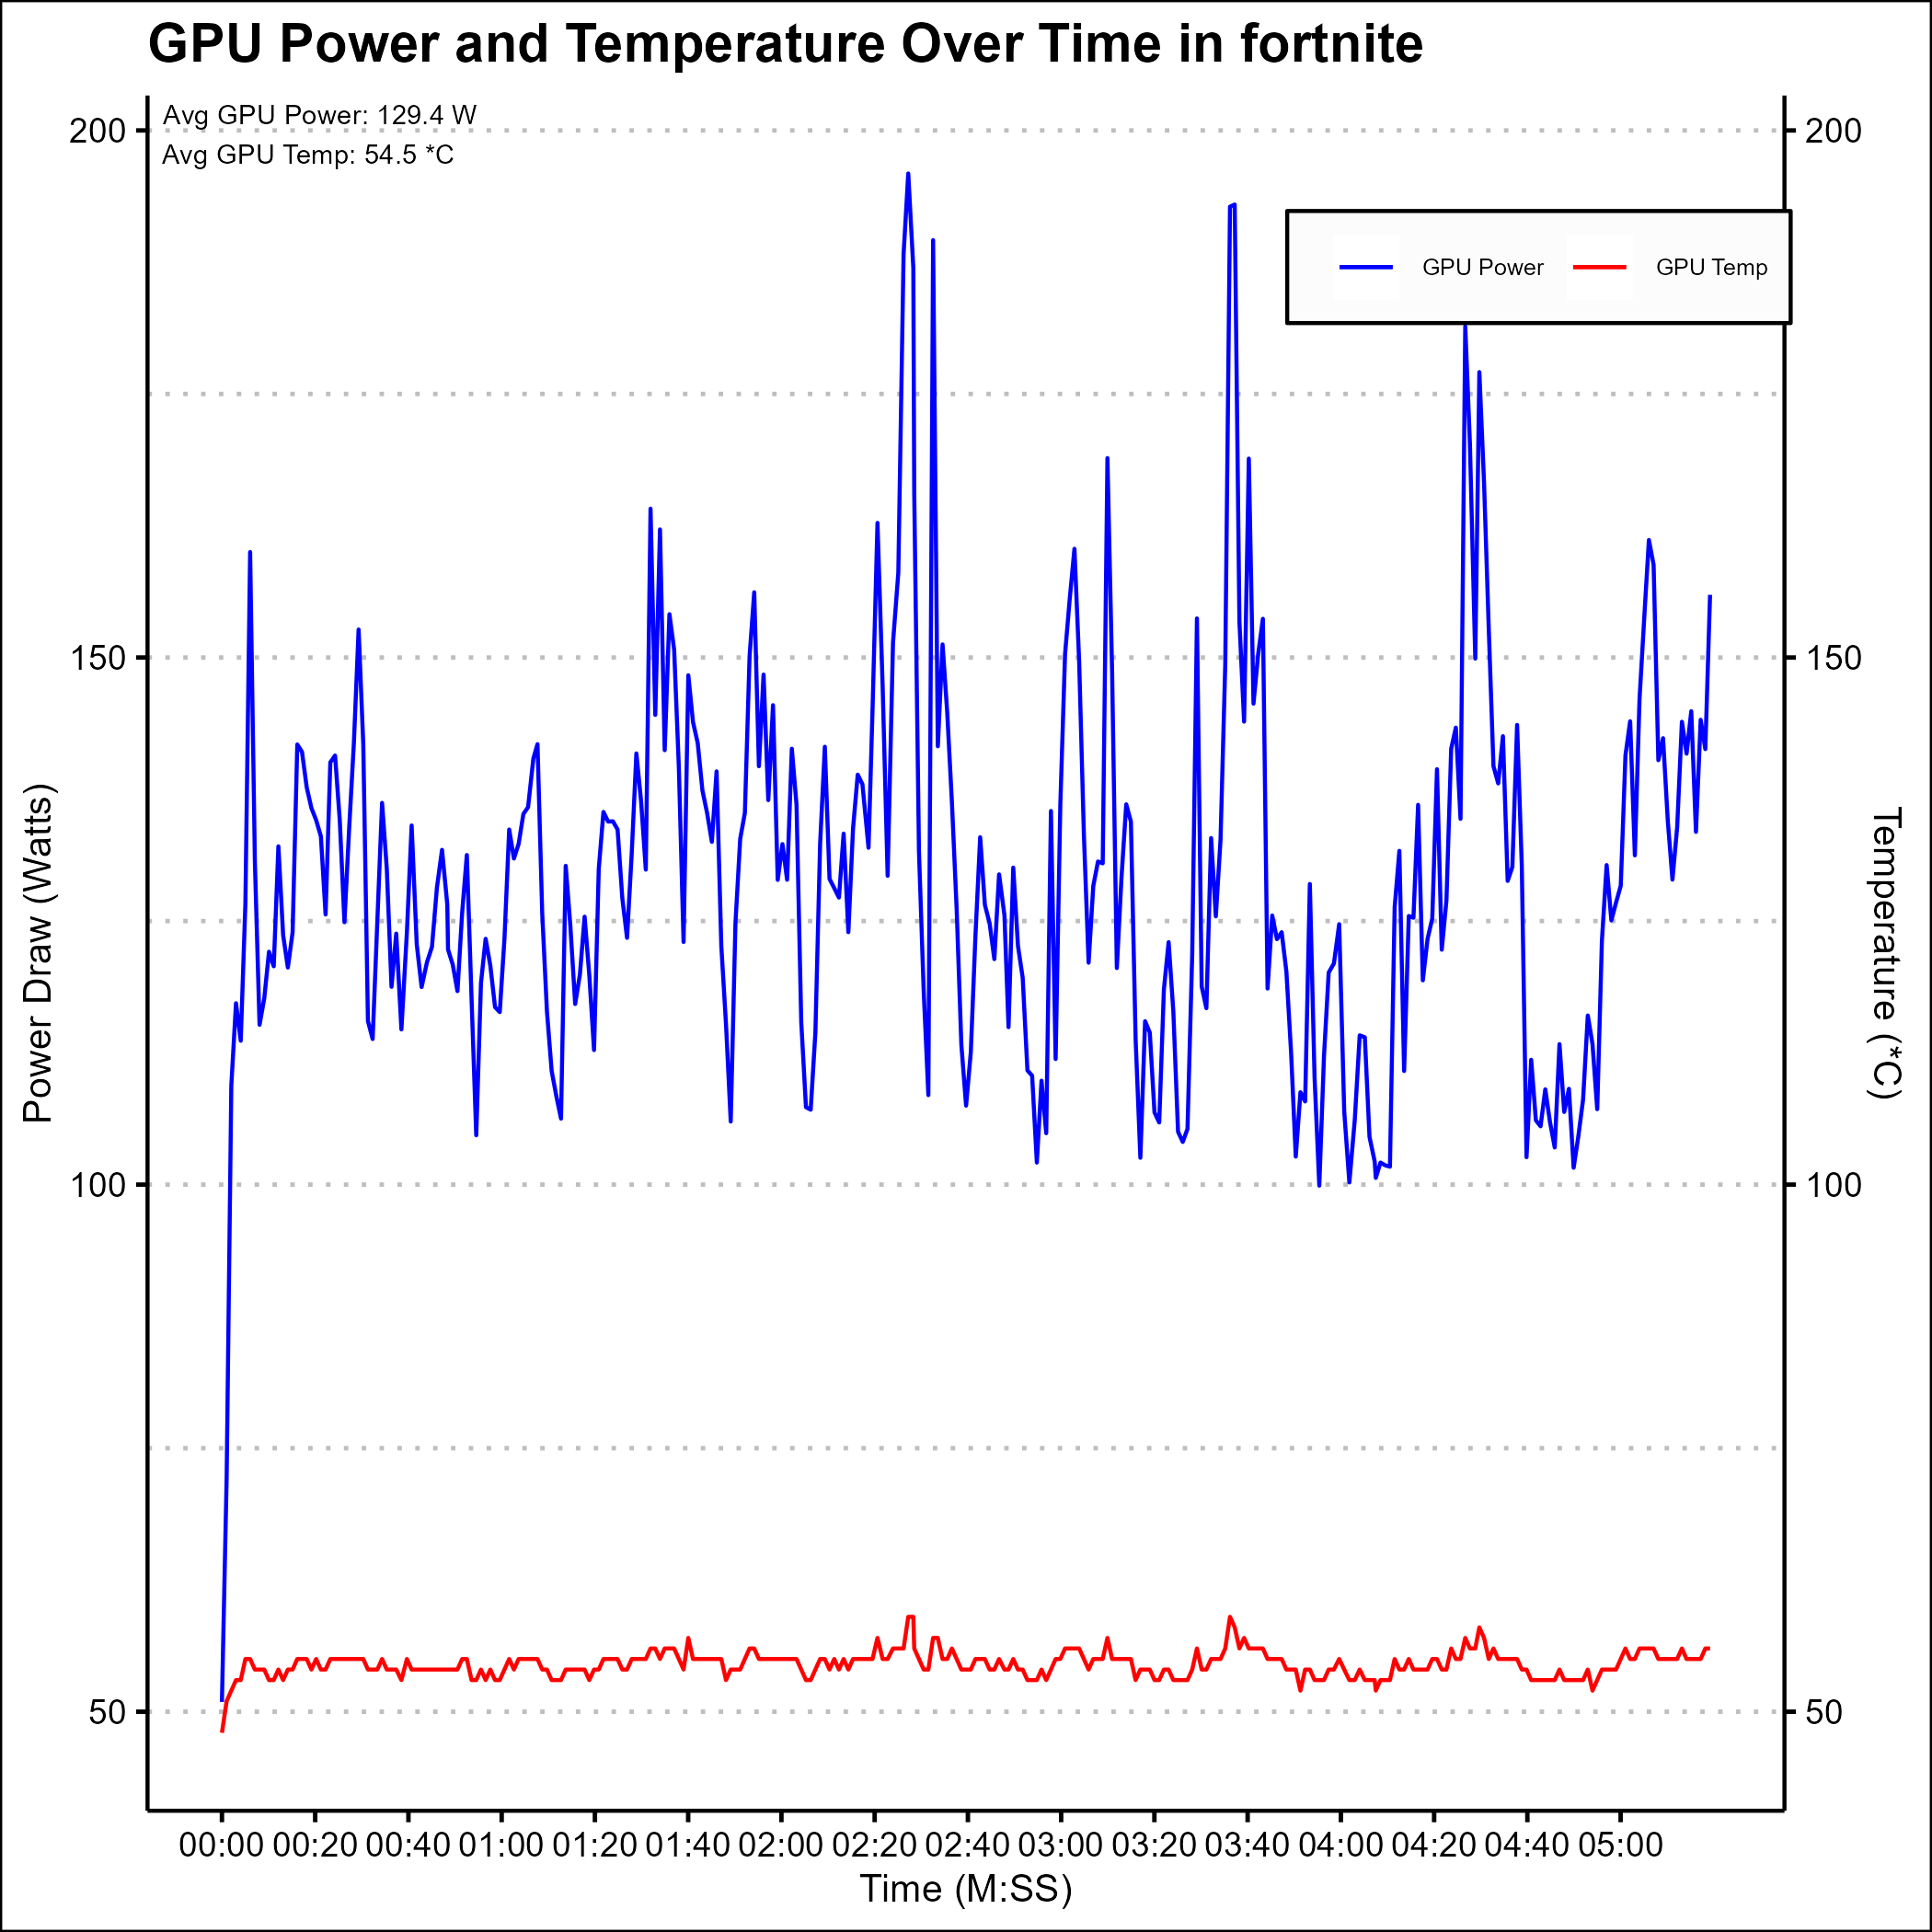 GPU Power and Temperature Over Time in fortnite
Avg GPU Power: 129.4 W
Avg GPU Temp: 54.5 *C
200
150
100
50
Power Draw (Watts)
GPU Power GPU Temp
200
150
100
50
Temperature (*C)
00:00 00:20 00:40 01:00 01:20 01:40 02:00 02:20 02:40 03:00 03:20 03:40 04:00 04:20 04:40 05:00
Time (M:SS)